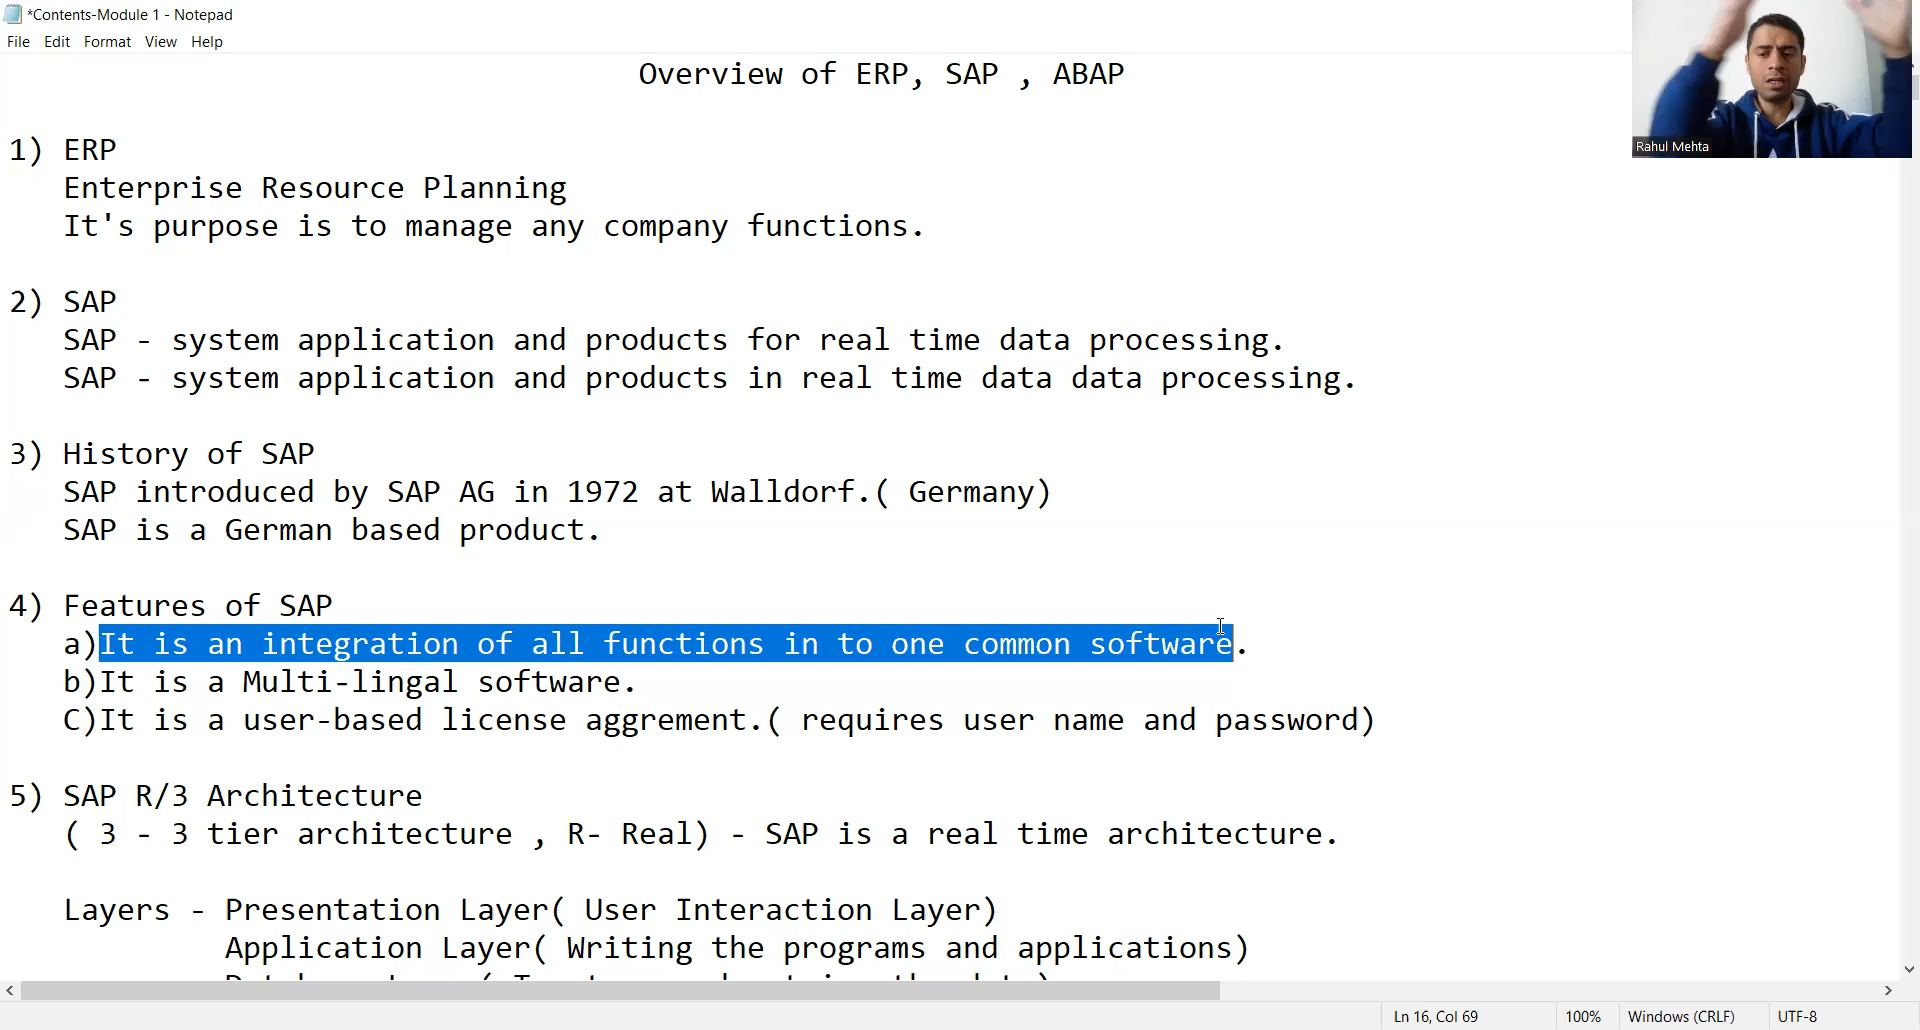 *Contents-Module 1 - Notepad
File Edit Format View Help
Rahul Mehta
Overview of ERP, SAP , ABAP
1) ERP
Enterprise Resource Planning
It's purpose is to manage any company functions.
2) SAP
SAP - system application and products for real time data processing.
SAP - system application and products in real time data data processing.
3) History of SAP
SAP introduced by SAP AG in 1972 at Walldorf.( Germany)
SAP is a German based product.
4) Features of SAP
a)It is an integration of all functions in to one common software.
b)It is a Multi-lingal software.
C)It is a user-based license aggrement.( requires user name and password)
5) SAP R/3 Architecture
( 3 - 3 tier architecture , R- Real) - SAP is a real time architecture.
Layers - Presentation Layer( User Interaction Layer)
Application Layer( Writing the programs and applications)
Ln 16, Col 69 100% Windows (CRLF) UTF-8